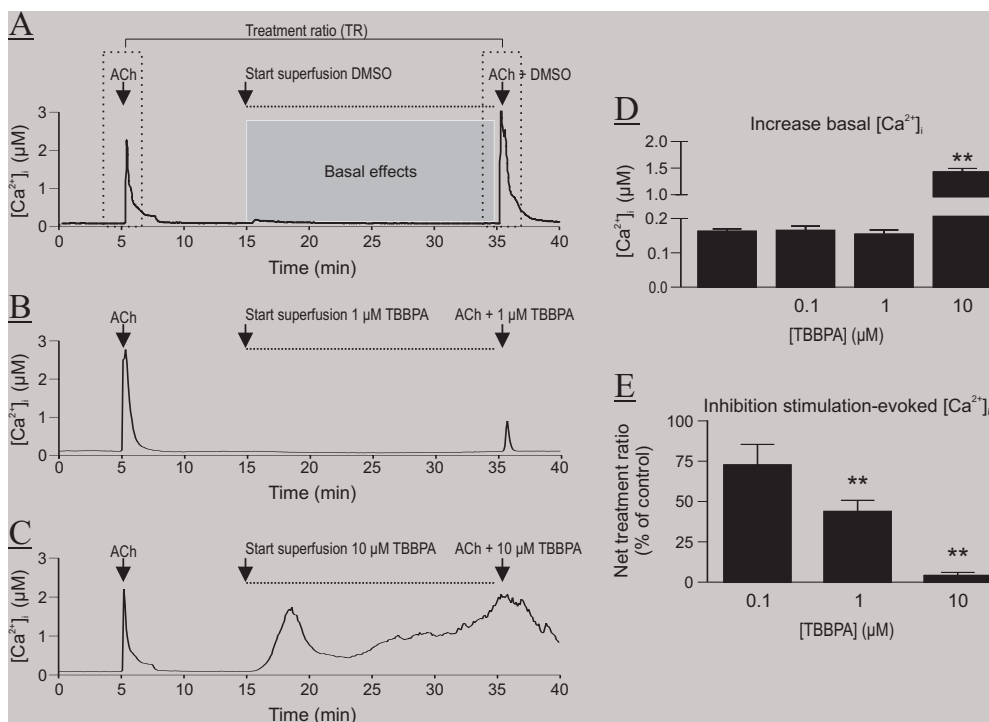 A
Treatment ratio (TR)
ACh
Start superfusion DMSO
ACh + DMSO
[Ca²⁺]ᵢ (µM)
3
2
1
0
Basal effects
0 5 10 15 20 25 30 35 40
Time (min)
B
ACh
Start superfusion 1 µM TBBPA
ACh + 1 µM TBBPA
[Ca²⁺]ᵢ (µM)
3
2
1
0
0 5 10 15 20 25 30 35 40
Time (min)
C
ACh
Start superfusion 10 µM TBBPA
ACh + 10 µM TBBPA
[Ca²⁺]ᵢ (µM)
3
2
1
0
0 5 10 15 20 25 30 35 40
Time (min)
D
Increase basal [Ca²⁺]ᵢ
[Ca²⁺]ᵢ (µM)
1.5
1.0
0.2
0.1
0.0
**
0.1 1 10
[TBBPA] (µM)
E
Inhibition stimulation-evoked [Ca²⁺]ᵢ
Net treatment ratio
(% of control)
100
75
50
25
0
**
**
0.1 1 10
[TBBPA] (µM)